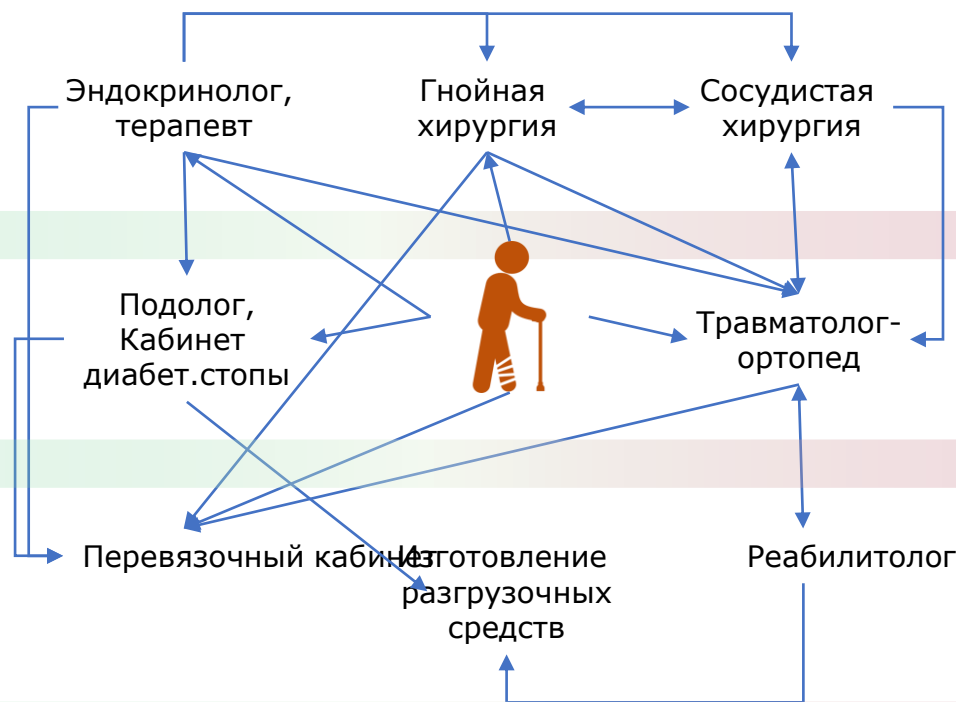 Эндокринолог,
терапевт
Гнойная
хирургия
Сосудистая
хирургия
Подолог,
Кабинет
диабет.стопы
Травматолог-
ортопед
Перевязочный кабинет
Изготовление
разгрузочных
средств
Реабилитолог